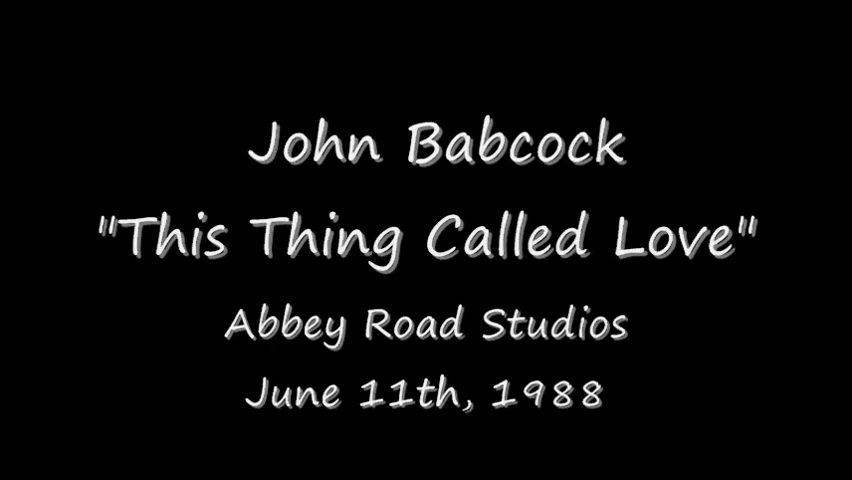 John Babcock
"This Thing Called Love"
Abbey Road Studios
June 11th, 1988